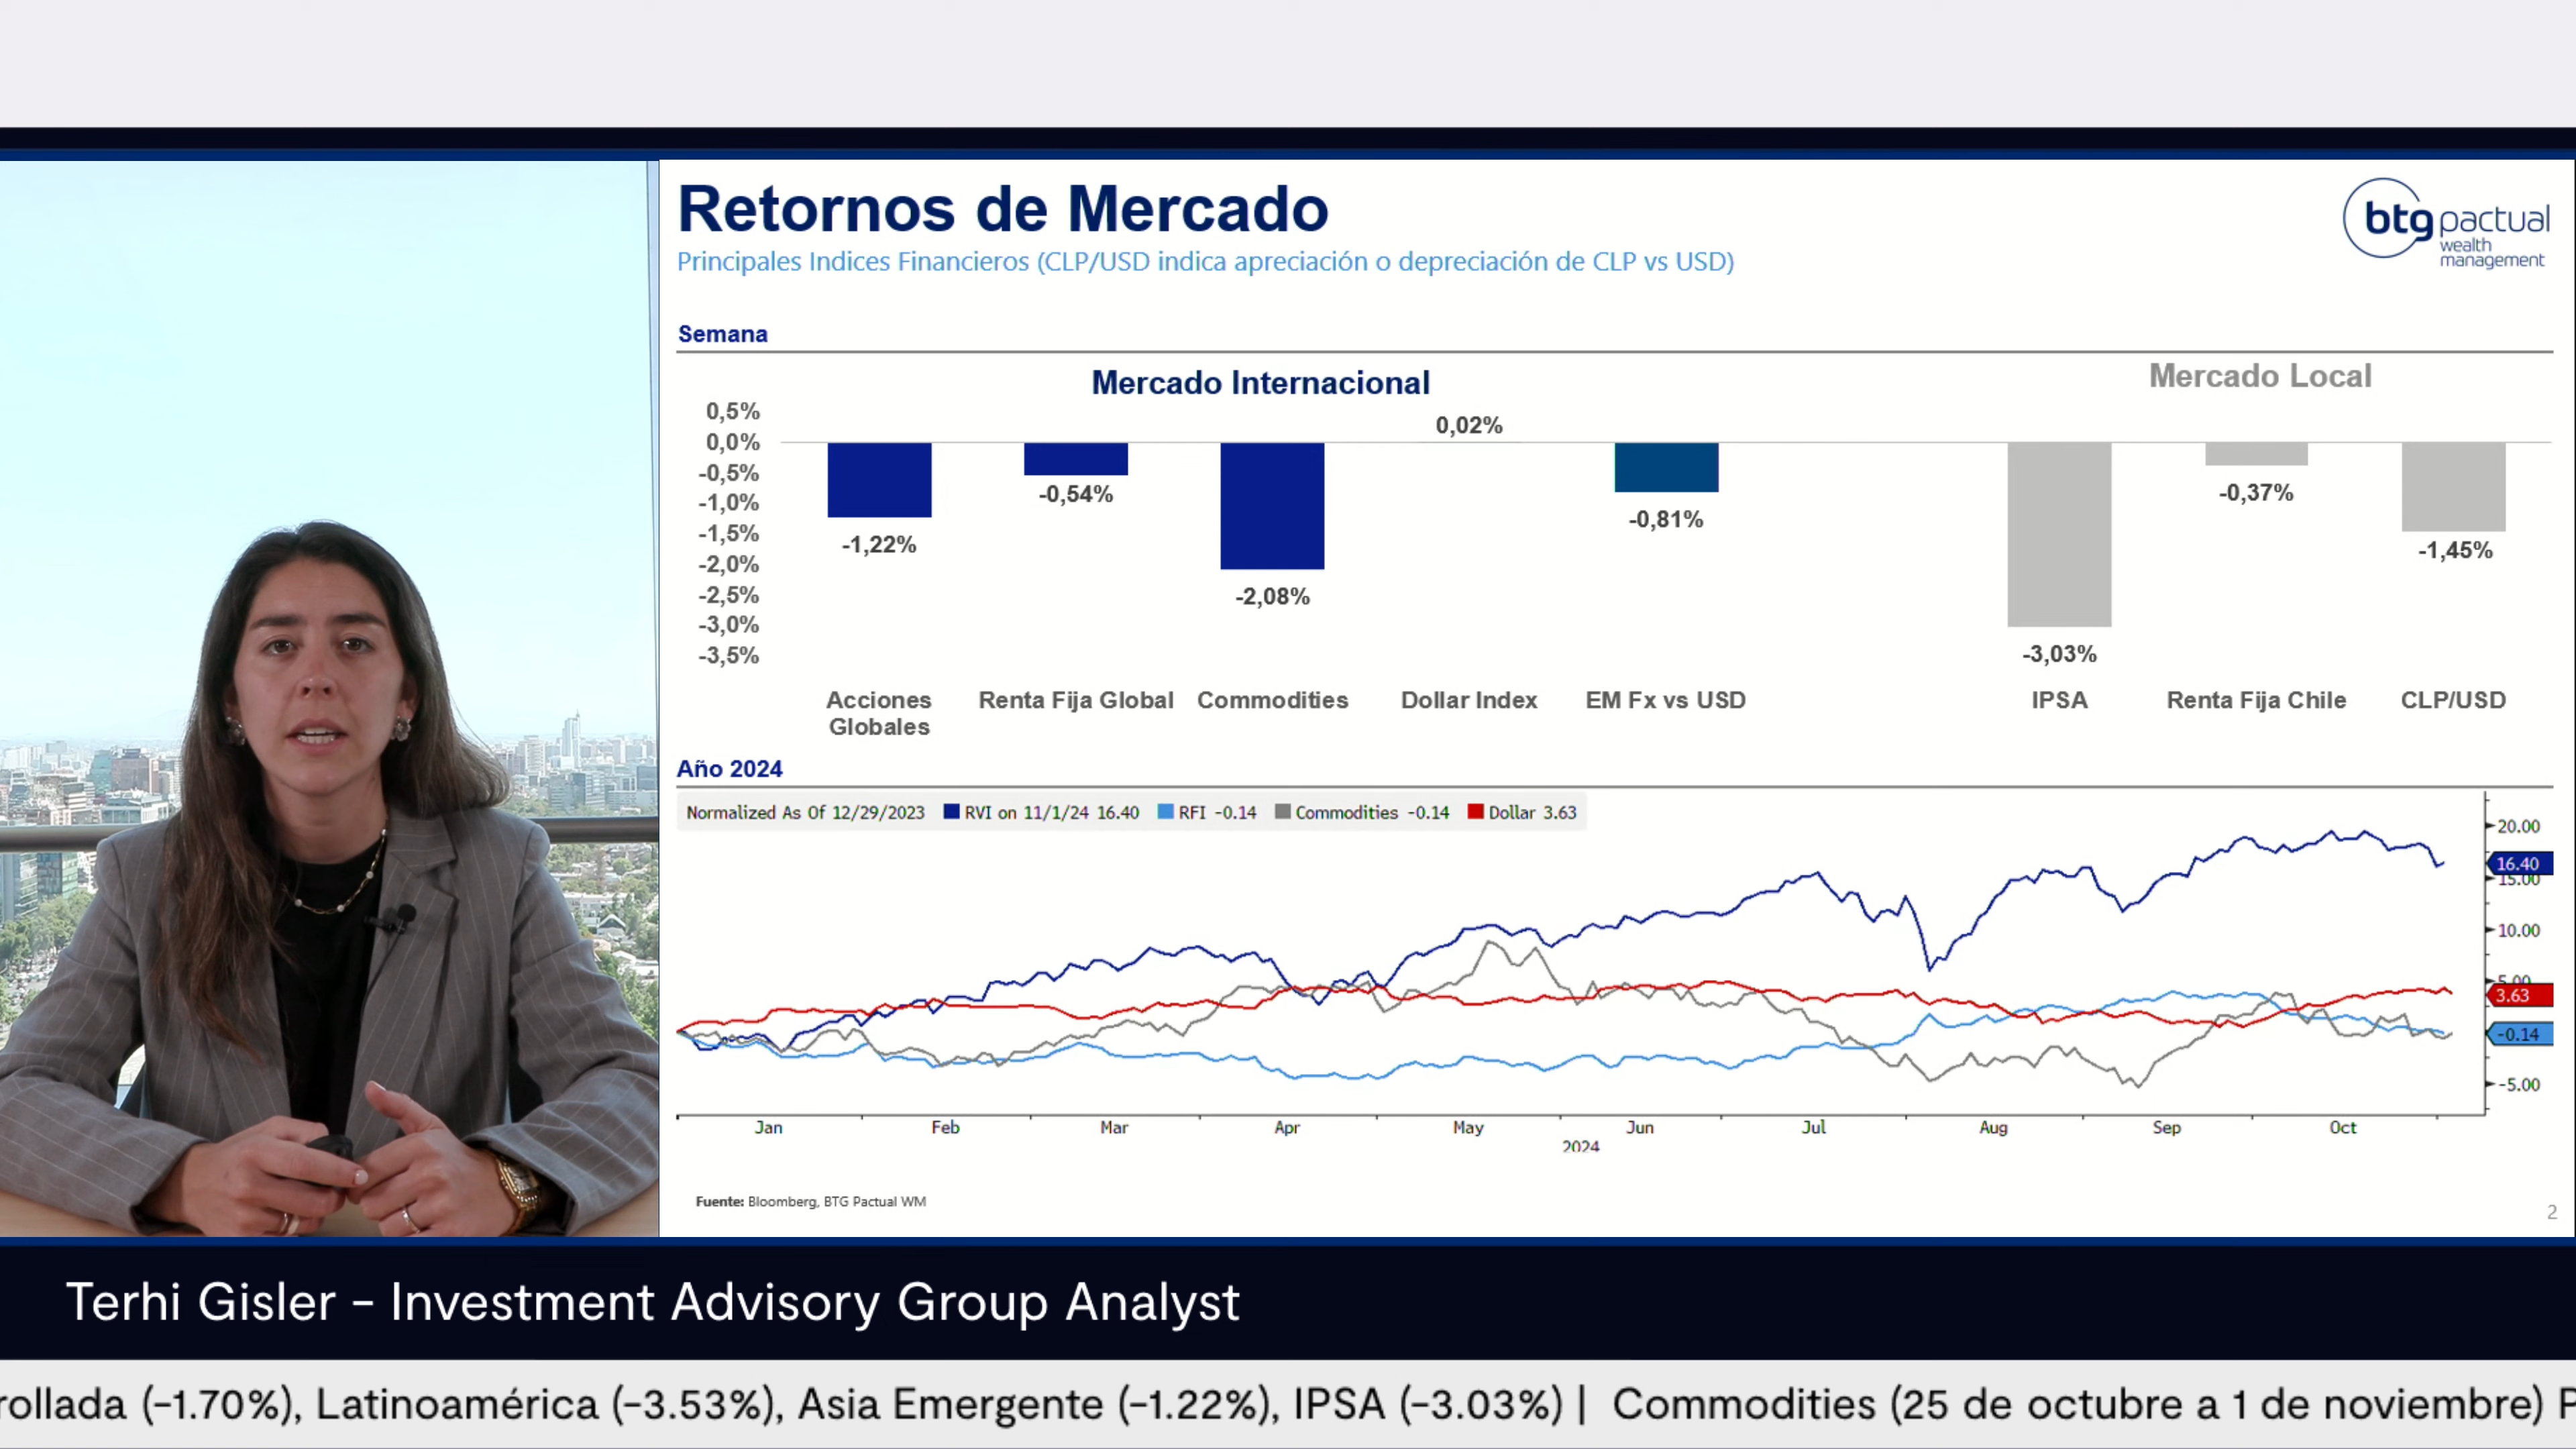 Retornos de Mercado
Principales Indices Financieros (CLP/USD indica apreciación o depreciación de CLP vs USD)
btg pactual
wealth
management
Semana
Mercado Internacional
Mercado Local
0,5%
0,0%
-0,5%
-1,0%
-1,5%
-2,0%
-2,5%
-3,0%
-3,5%
-1,22%
-0,54%
-2,08%
0,02%
-0,81%
-3,03%
-0,37%
-1,45%
Acciones
Globales
Renta Fija Global
Commodities
Dollar Index
EM Fx vs USD
IPSA
Renta Fija Chile
CLP/USD
Año 2024
Normalized As Of 12/29/2023 RVI on 11/1/24 16.40 RFI -0.14 Commodities -0.14 Dollar 3.63
20.00
16.40
15.00
10.00
5.00
3.63
-0.14
-5.00
Jan Feb Mar Apr May Jun Jul Aug Sep Oct
2024
Fuente: Bloomberg, BTG Pactual WM
2
Terhi Gisler - Investment Advisory Group Analyst
rollada (-1.70%), Latinoamérica (-3.53%), Asia Emergente (-1.22%), IPSA (-3.03%) | Commodities (25 de octubre a 1 de noviembre) P